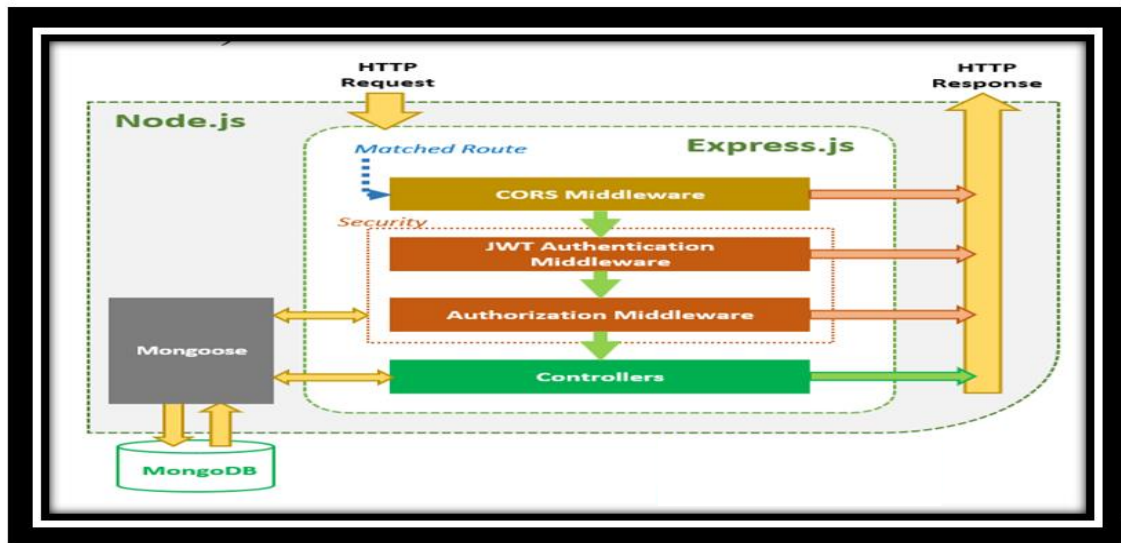 HTTP
Request
HTTP
Response
Node.js
Express.js
Matched Route
CORS Middleware
Security
JWT Authentication
Middleware
Authorization Middleware
Mongoose
Controllers
MongoDB